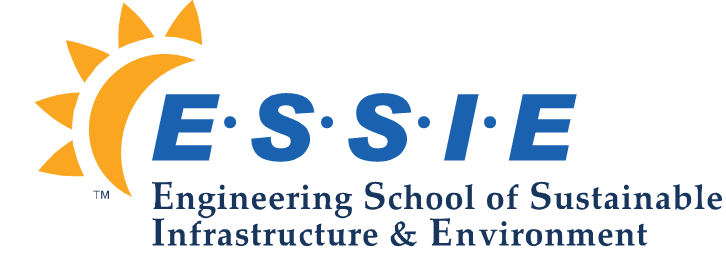 E·S·S·I·E
TM
Engineering School of Sustainable
Infrastructure & Environment